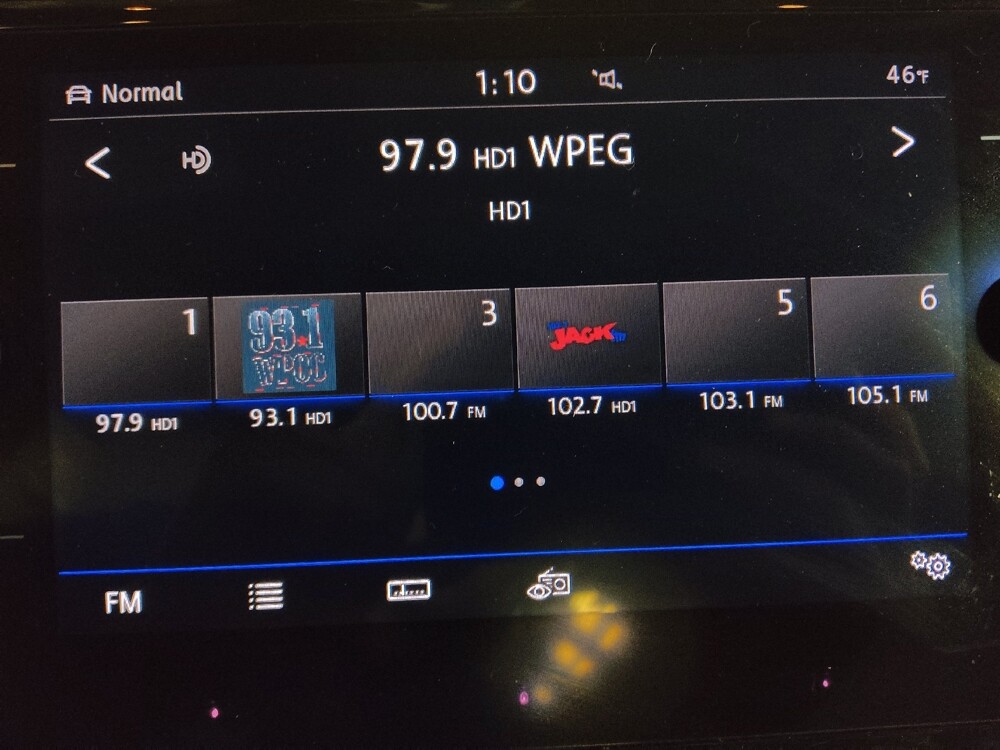 Normal 1:10 46°F
97.9 HD1 WPEG
HD
HD1
1 93.1 WPCC 3 JACK 5 6
97.9 HD1 93.1 HD1 100.7 FM 102.7 HD1 103.1 FM 105.1 FM
FM